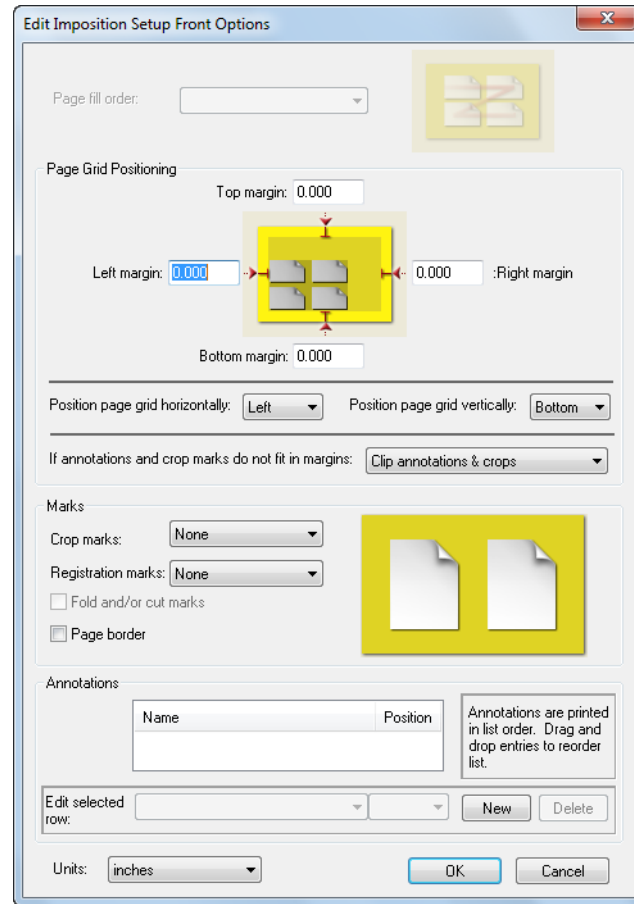 Edit Imposition Setup Front Options
Page fill order:
Page Grid Positioning
Top margin: 0.000
Left margin: 0.000
0.000 :Right margin
Bottom margin: 0.000
Position page grid horizontally: Left Position page grid vertically: Bottom
If annotations and crop marks do not fit in margins: Clip annotations & crops
Marks
Crop marks: None
Registration marks: None
Fold and/or cut marks
Page border
Annotations
Name Position
Annotations are printed
in list order. Drag and
drop entries to reorder
list.
Edit selected
row:
New Delete
Units: inches OK Cancel